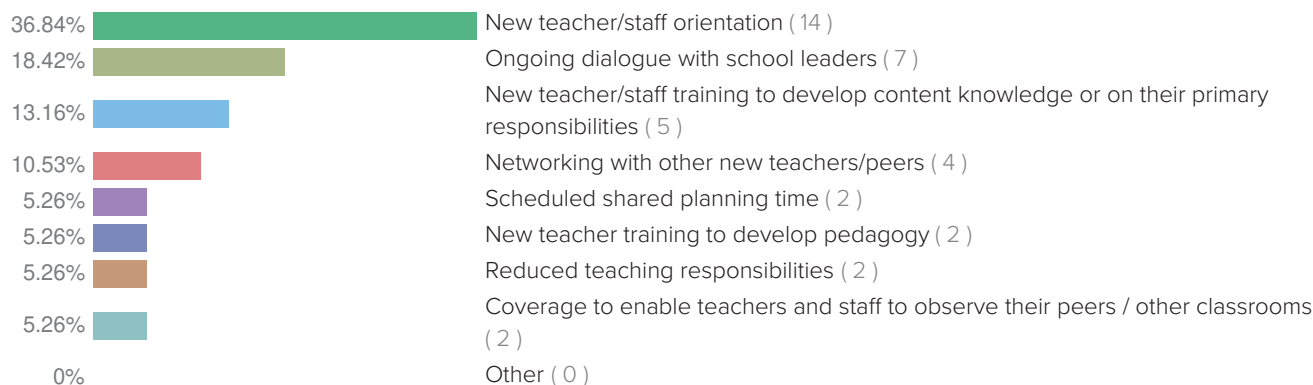 36.84% New teacher/staff orientation ( 14 )
18.42% Ongoing dialogue with school leaders ( 7 )
New teacher/staff training to develop content knowledge or on their primary
13.16%
responsibilities ( 5 )
10.53% Networking with other new teachers/peers ( 4 )
5.26% Scheduled shared planning time ( 2 )
5.26% New teacher training to develop pedagogy ( 2 )
5.26% Reduced teaching responsibilities ( 2 )
Coverage to enable teachers and staff to observe their peers / other classrooms
5.26%
( 2 )
0% Other ( 0 )